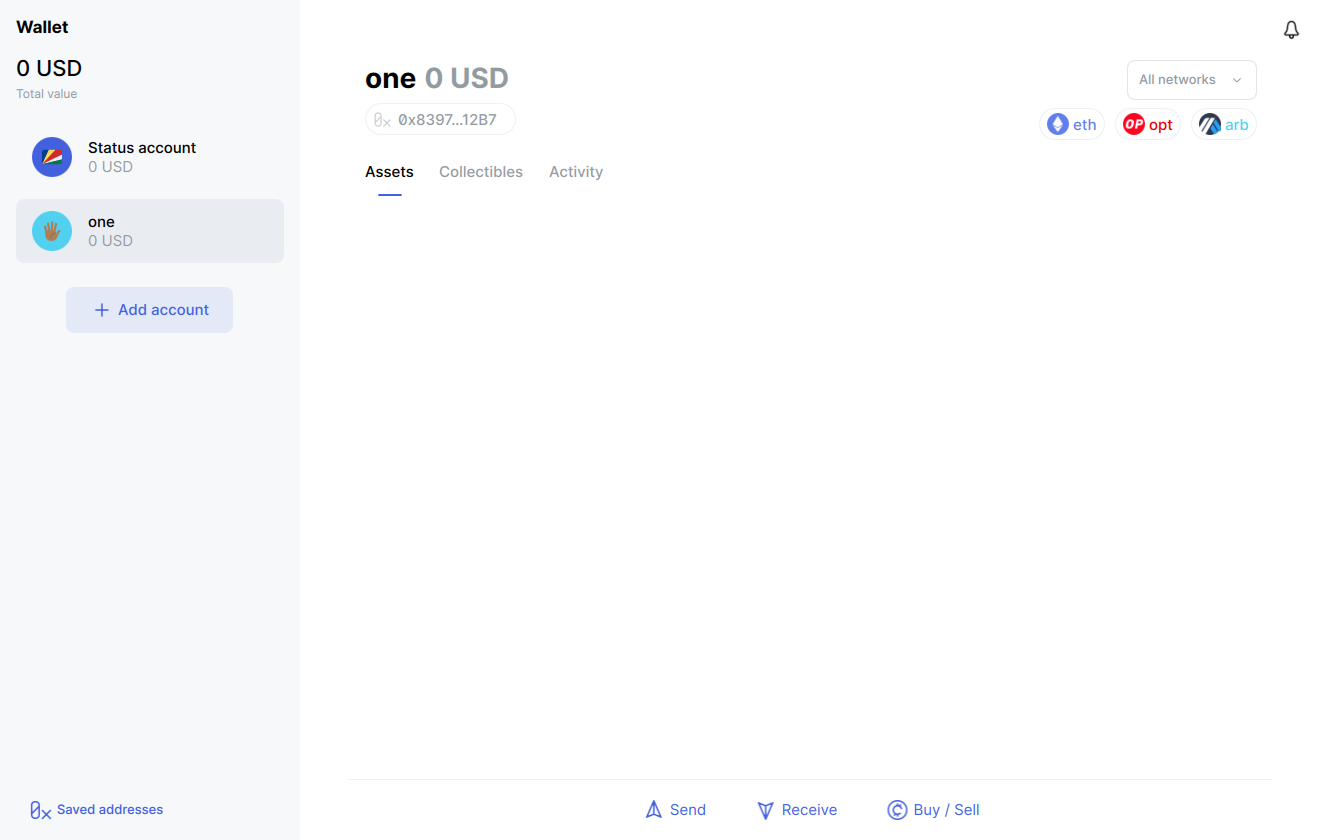 Wallet
0 USD
Total value
Status account
0 USD
one
0 USD
Add account
Saved addresses
one 0 USD
0x8397...12B7
All networks
eth
OP opt
arb
Assets Collectibles Activity
Send Receive Buy / Sell